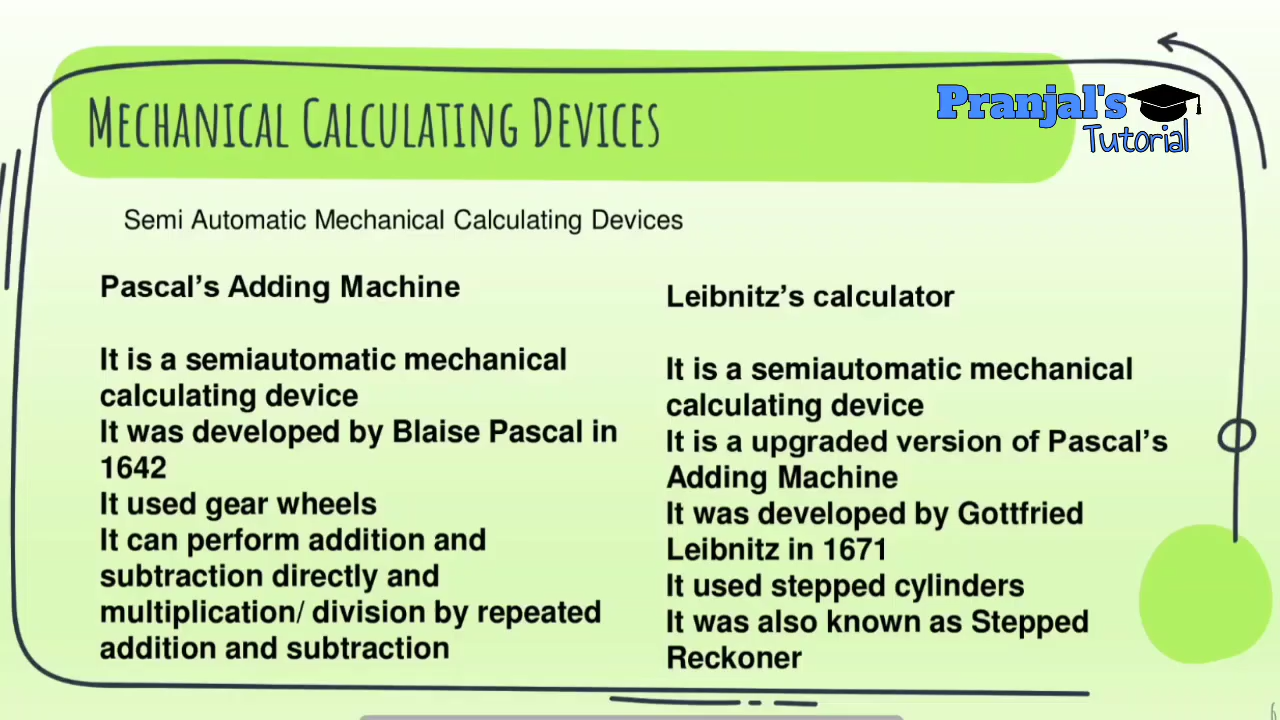 Mechanical Calculating Devices
Pranjal's
Tutorial
Semi Automatic Mechanical Calculating Devices
Pascal’s Adding Machine
It is a semiautomatic mechanical
calculating device
It was developed by Blaise Pascal in
1642
It used gear wheels
It can perform addition and
subtraction directly and
multiplication/ division by repeated
addition and subtraction
Leibnitz’s calculator
It is a semiautomatic mechanical
calculating device
It is a upgraded version of Pascal’s
Adding Machine
It was developed by Gottfried
Leibnitz in 1671
It used stepped cylinders
It was also known as Stepped
Reckoner